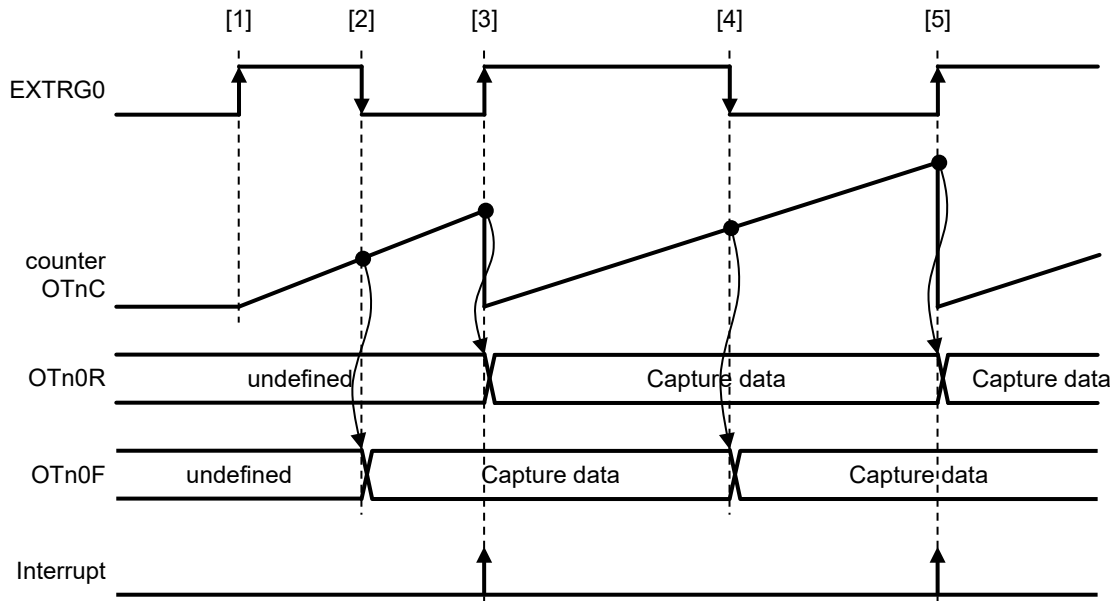 [1] [2] [3] [4] [5]
EXTRG0
counter
OTnC
OTn0R undefined Capture data Capture data
OTn0F undefined Capture data Capture data
Interrupt